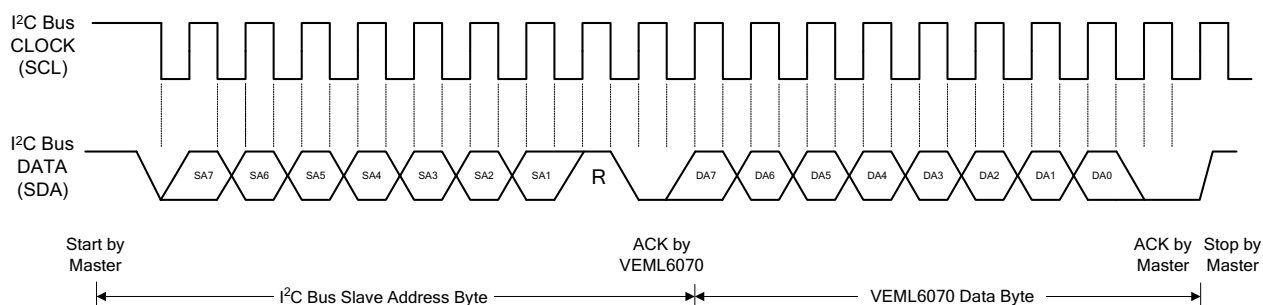 I²C Bus
CLOCK
(SCL)
I²C Bus
DATA
(SDA)
SA7 SA6 SA5 SA4 SA3 SA2 SA1 R DA7 DA6 DA5 DA4 DA3 DA2 DA1 DA0
Start by
Master
ACK by
VEML6070
ACK by
Master
Stop by
Master
I²C Bus Slave Address Byte
VEML6070 Data Byte